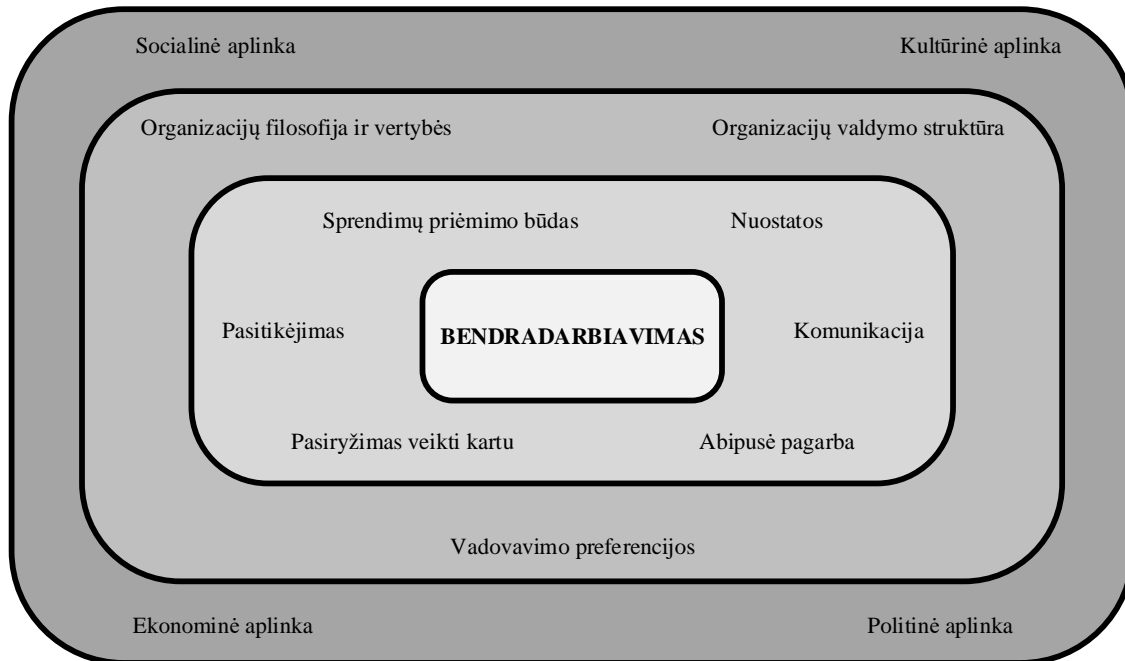 Socialinė aplinka
Kultūrinė aplinka
Organizacijų filosofija ir vertybės
Organizacijų valdymo struktūra
Sprendimų priėmimo būdas
Nuostatos
Pasitikėjimas
BENDRADARBIAVIMAS
Komunikacija
Pasiryžimas veikti kartu
Abipusė pagarba
Vadovavimo preferencijos
Ekonominė aplinka
Politinė aplinka